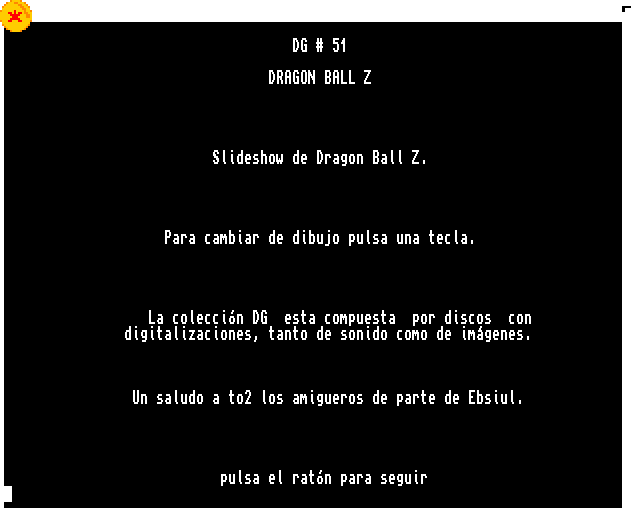 DG # 51
DRAGON BALL Z
Slideshow de Dragon Ball Z.
Para cambiar de dibujo pulsa una tecla.
La colección DG esta compuesta por discos con
digitalizaciones, tanto de sonido como de imágenes.
Un saludo a to2 los amigueros de parte de Ebsiul.
pulsa el ratón para seguir